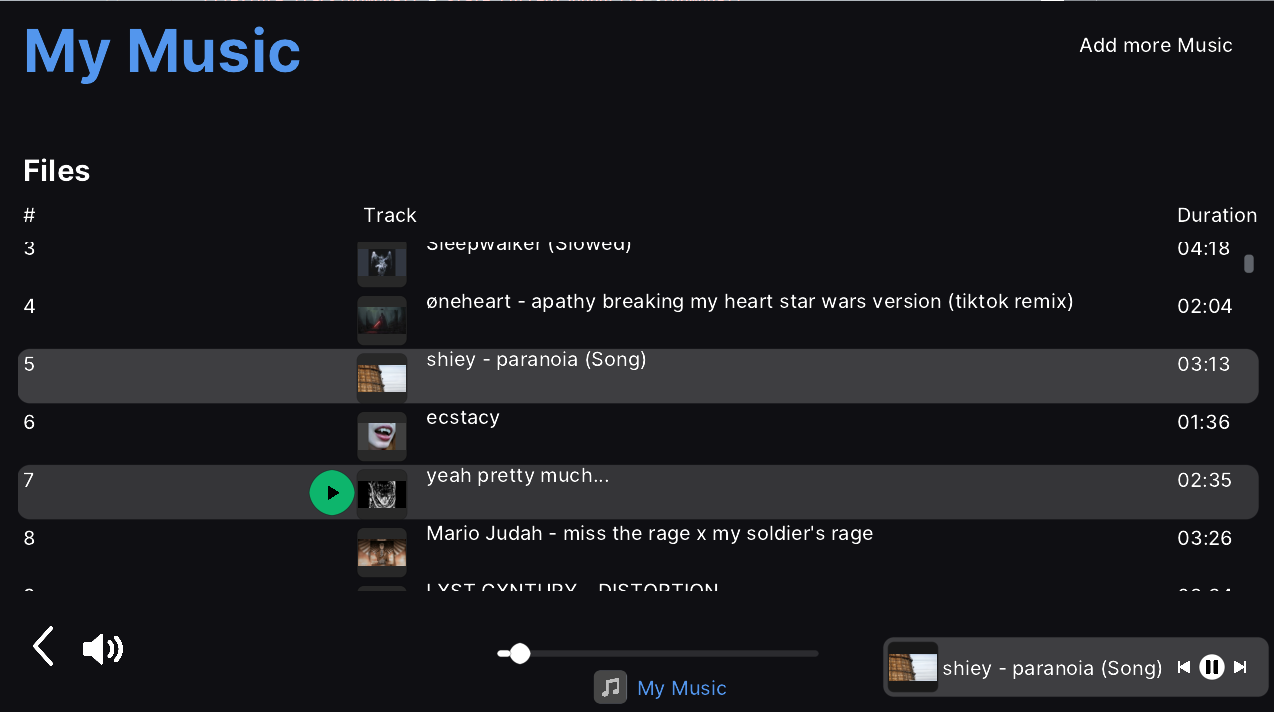 My Music
Add more Music
Files
# Track Duration
3 Sleepwalker (Slowed) 04:18
4 øneheart - apathy breaking my heart star wars version (tiktok remix) 02:04
5 shiey - paranoia (Song) 03:13
6 ecstacy 01:36
7 yeah pretty much... 02:35
8 Mario Judah - miss the rage x my soldier's rage 03:26
LXST CXNTURY - DISTORTION
shiey - paranoia (Song)
My Music